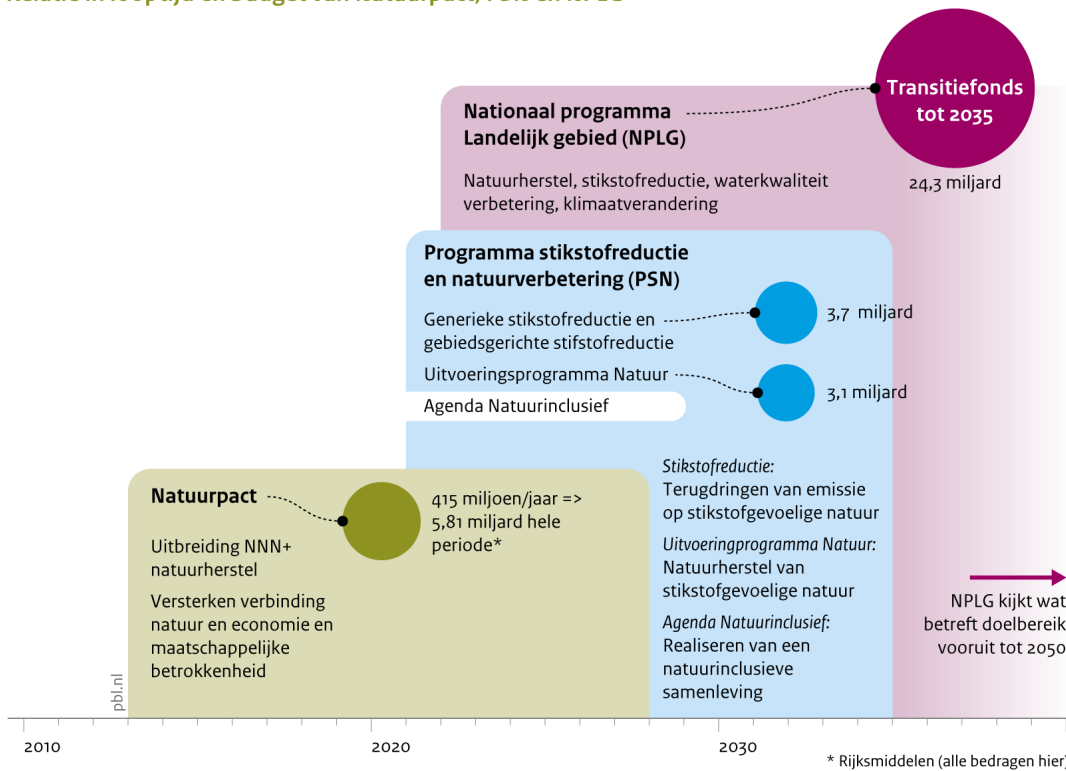 Nationaal programma
Landelijk gebied (NPLG)
Natuurherstel, stikstofreductie, waterkwaliteit
verbetering, klimaatverandering
Transitiefonds
tot 2035
24,3 miljard
Programma stikstofreductie
en natuurverbetering (PSN)
Generieke stikstofreductie en
gebiedsgerichte stifstofreductie
3,7 miljard
Uitvoeringsprogramma Natuur
3,1 miljard
Agenda Natuurinclusief
Stikstofreductie:
Terugdringen van emissie
op stikstofgevoelige natuur
Uitvoeringprogramma Natuur:
Natuurherstel van
stikstofgevoelige natuur
Agenda Natuurinclusief:
Realiseren van een
natuurinclusieve
samenleving
Natuurpact
415 miljoen/jaar =>
5,81 miljard hele
periode*
Uitbreiding NNN+
natuurherstel
Versterken verbinding
natuur en economie en
maatschappelijke
betrokkenheid
NPLG kijkt wat
betreft doelbereik
vooruit tot 2050
pbl.nl
2010
2020
2030
* Rijksmiddelen (alle bedragen hier)